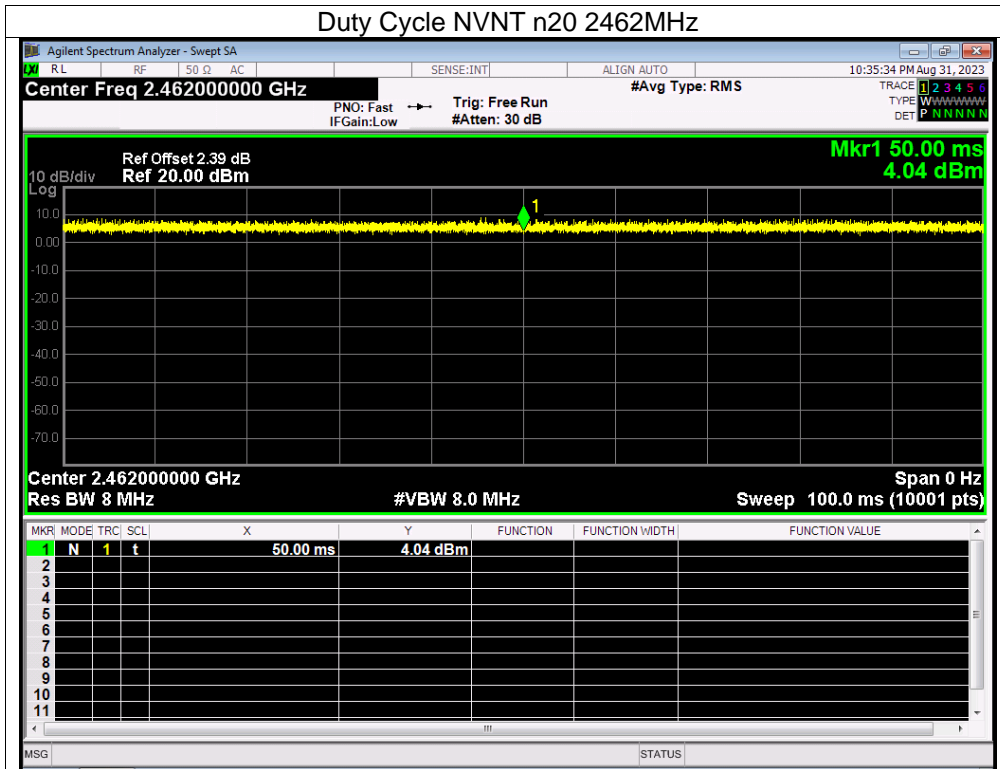 Duty Cycle NVNT n20 2462MHz
Agilent Spectrum Analyzer - Swept SA
LXI RL RF 50 Ω AC SENSE:INT ALIGN AUTO 10:35:34 PM Aug 31, 2023
Center Freq 2.462000000 GHz #Avg Type: RMS TRACE 1 2 3 4 5 6
PNO: Fast Trig: Free Run TYPE WWWWWW
IFGain:Low #Atten: 30 dB DET P N N N N N
Mkr1 50.00 ms
Ref Offset 2.39 dB
10 dB/div Ref 20.00 dBm 4.04 dBm
Log
1
10.0
0.00
-10.0
-20.0
-30.0
-40.0
-50.0
-60.0
-70.0
Center 2.462000000 GHz Span 0 Hz
Res BW 8 MHz #VBW 8.0 MHz Sweep 100.0 ms (10001 pts)
MKR MODE TRC SCL X Y FUNCTION FUNCTION WIDTH FUNCTION VALUE
1 N 1 t 50.00 ms 4.04 dBm
2
3
4
5
6
7
8
9
10
11
MSG STATUS